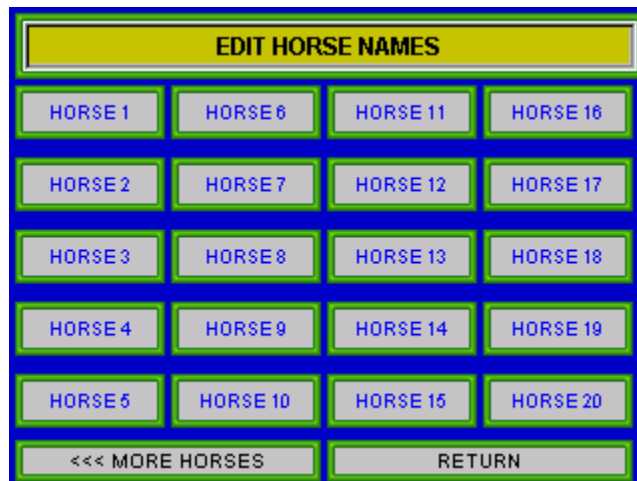 EDIT HORSE NAMES
HORSE 1 HORSE 6 HORSE 11 HORSE 16
HORSE 2 HORSE 7 HORSE 12 HORSE 17
HORSE 3 HORSE 8 HORSE 13 HORSE 18
HORSE 4 HORSE 9 HORSE 14 HORSE 19
HORSE 5 HORSE 10 HORSE 15 HORSE 20
<<< MORE HORSES RETURN